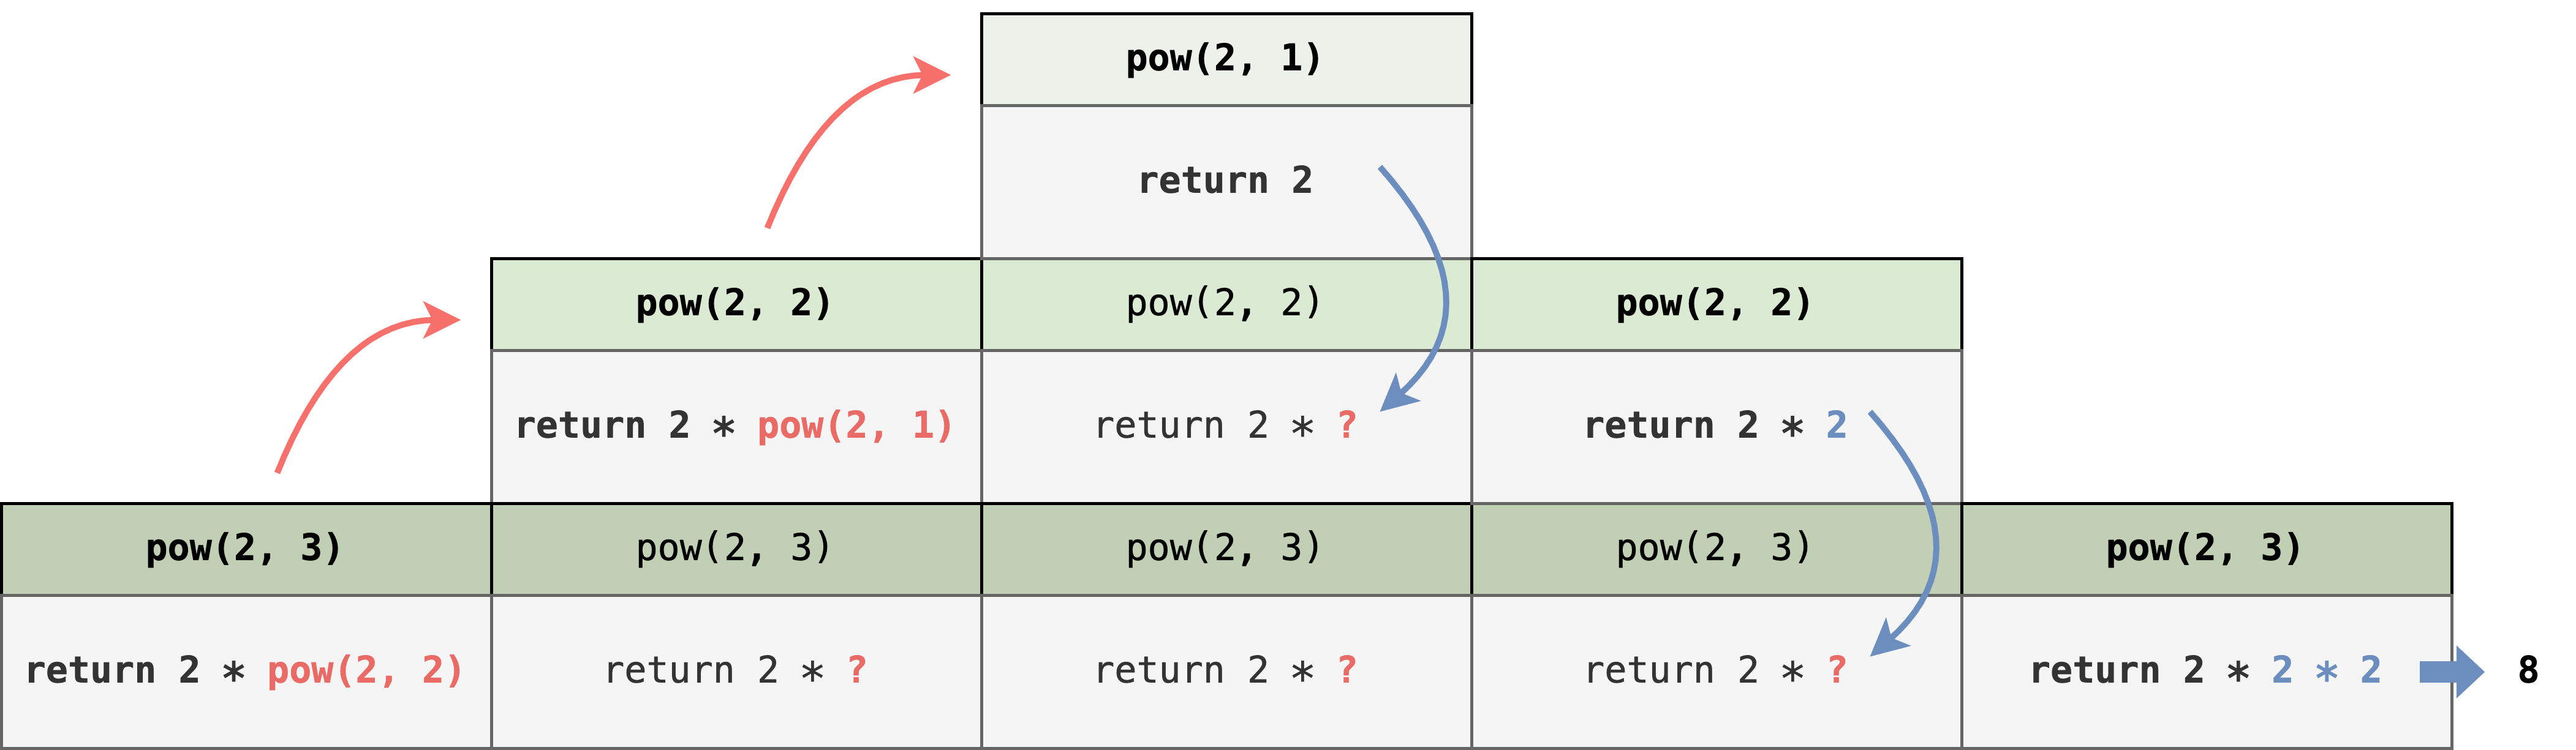 pow(2, 1)
return 2
pow(2, 2) pow(2, 2) pow(2, 2)
return 2 * pow(2, 1) return 2 * ? return 2 * 2
pow(2, 3) pow(2, 3) pow(2, 3) pow(2, 3) pow(2, 3)
return 2 * pow(2, 2) return 2 * ? return 2 * ? return 2 * ? return 2 * 2 * 2 8